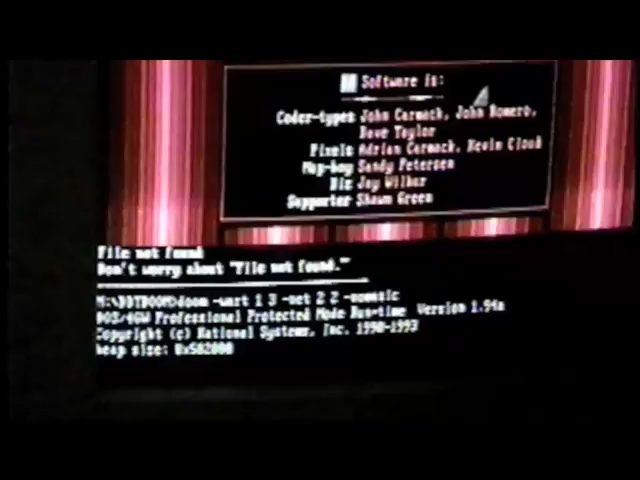 Software is:
Coder-types John Carmack, John Romero,
Dave Taylor
Pixels Adrian Carmack, Kevin Cloud
Map-boy Sandy Petersen
Biz Jay Wilbur
Supporter Shawn Green
File not found
Don't worry about "File not found."
doom -wart 1 3 -net 2 2 -nomusic
DOS/4GW Professional Protected Mode Run-time Version 1.94a
Copyright (c) Rational Systems, Inc. 1990-1993
heap size: 0x582000